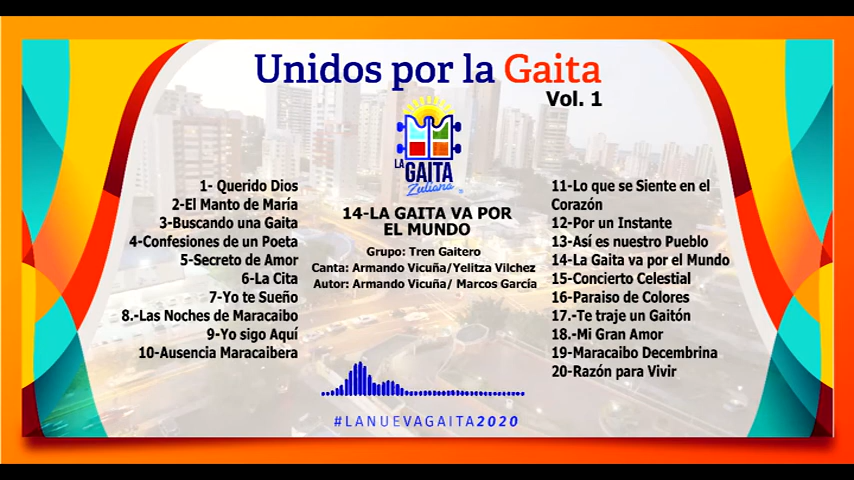 Unidos por la Gaita
Vol. 1
LA
GAITA
Zuliana
1- Querido Dios
2-El Manto de María
3-Buscando una Gaita
4-Confesiones de un Poeta
5-Secreto de Amor
6-La Cita
7-Yo te Sueño
8.-Las Noches de Maracaibo
9-Yo sigo Aquí
10-Ausencia Maracaibera
14-LA GAITA VA POR
EL MUNDO
Grupo: Tren Gaitero
Canta: Armando Vicuña/Yelitza Vilchez
Autor: Armando Vicuña/ Marcos García
11-Lo que se Siente en el
Corazón
12-Por un Instante
13-Así es nuestro Pueblo
14-La Gaita va por el Mundo
15-Concierto Celestial
16-Paraiso de Colores
17.-Te traje un Gaitón
18.-Mi Gran Amor
19-Maracaibo Decembrina
20-Razón para Vivir
#LANUEVAGAITA2020